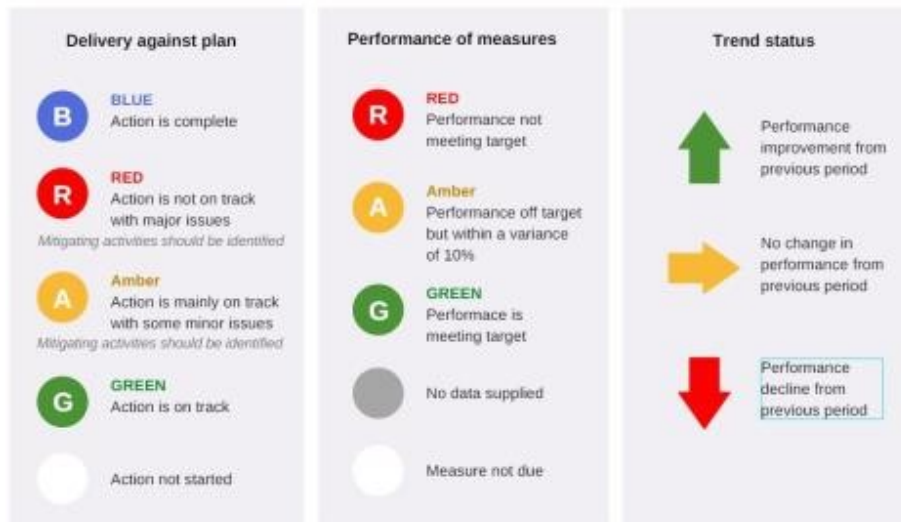 Delivery against plan
B
BLUE
Action is complete
R
RED
Action is not on track
with major issues
Mitigating activities should be identified
A
Amber
Action is mainly on track
with some minor issues
Mitigating activities should be identified
G
GREEN
Action is on track
Action not started
Performance of measures
R
RED
Performance not
meeting target
A
Amber
Performance off target
but within a variance
of 10%
G
GREEN
Performace is
meeting target
No data supplied
Measure not due
Trend status
Performance
improvement from
previous period
No change in
performance from
previous period
Performance
decline from
previous period